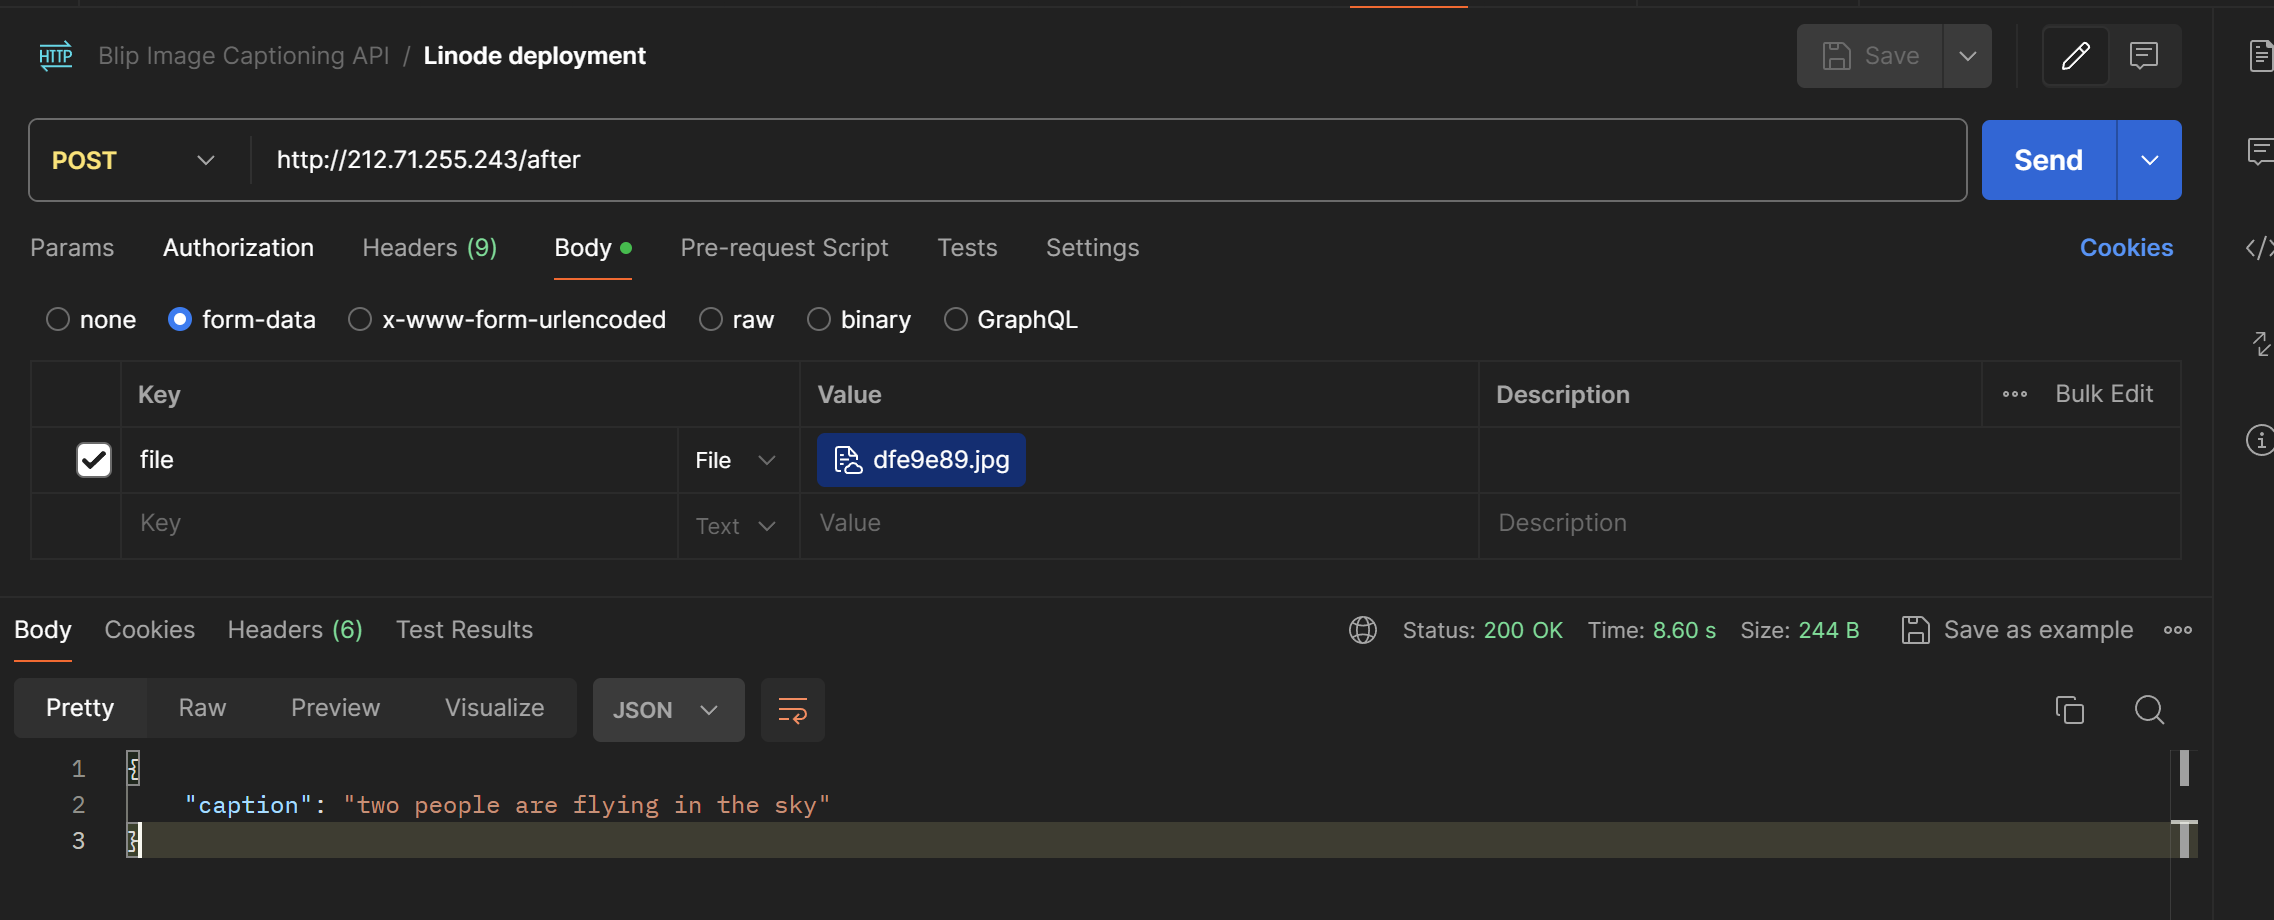 HTTP Blip Image Captioning API / Linode deployment Save
POST http://212.71.255.243/after Send
Params Authorization Headers (9) Body Pre-request Script Tests Settings Cookies
none form-data x-www-form-urlencoded raw binary GraphQL
Key Value Description Bulk Edit
file File dfe9e89.jpg
Key Text Value Description
Body Cookies Headers (6) Test Results Status: 200 OK Time: 8.60 s Size: 244 B Save as example
Pretty Raw Preview Visualize JSON
1 {
2 "caption": "two people are flying in the sky"
3 }